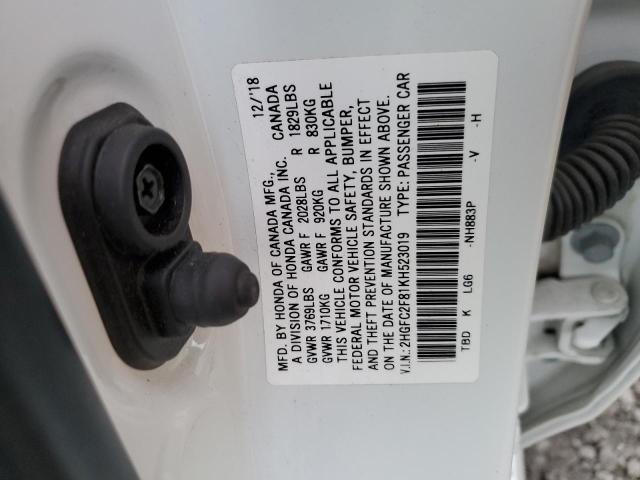 MFD. BY HONDA OF CANADA MFG., 12/'18
A DIVISION OF HONDA CANADA INC. CANADA
GVWR 3769LBS GAWR F 2028LBS R 1829LBS
GVWR 1710KG GAWR F 920KG R 830KG
THIS VEHICLE CONFORMS TO ALL APPLICABLE
FEDERAL MOTOR VEHICLE SAFETY, BUMPER,
AND THEFT PREVENTION STANDARDS IN EFFECT
ON THE DATE OF MANUFACTURE SHOWN ABOVE.
V.I.N.: 2HGFC2F81KH523019 TYPE: PASSENGER CAR
TBD K LG6 -NH883P -V -H